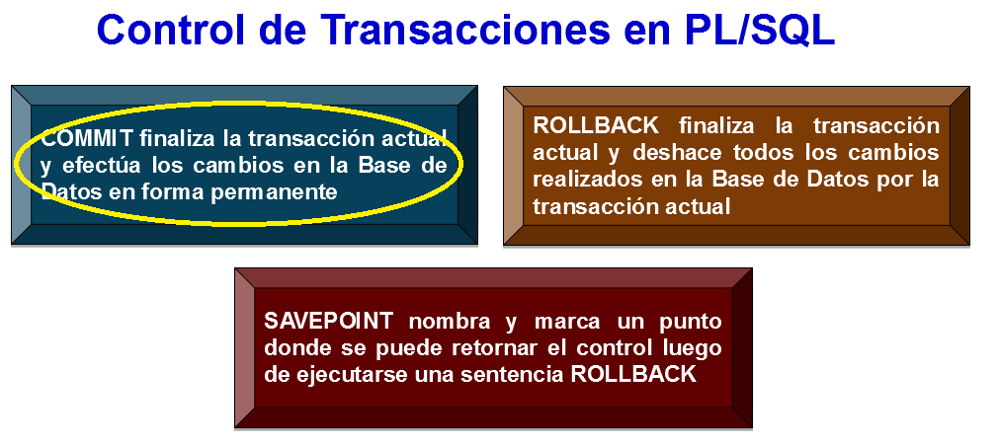 Control de Transacciones en PL/SQL
COMMIT finaliza la transacción actual
y efectúa los cambios en la Base de
Datos en forma permanente
ROLLBACK finaliza la transacción
actual y deshace todos los cambios
realizados en la Base de Datos por la
transacción actual
SAVEPOINT nombra y marca un punto
donde se puede retornar el control luego
de ejecutarse una sentencia ROLLBACK